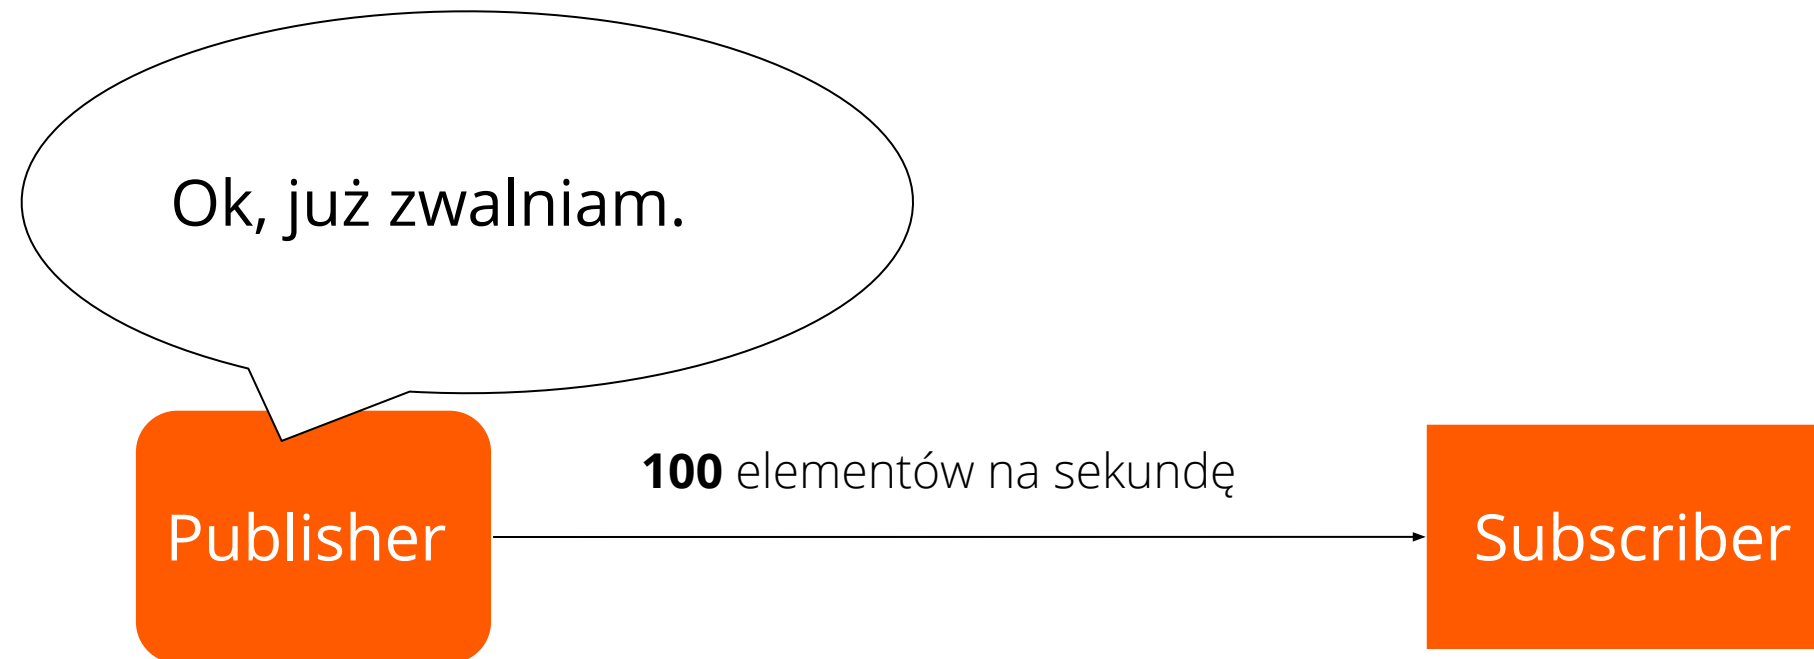 Ok, już zwalniam.
100 elementów na sekundę
Publisher
Subscriber